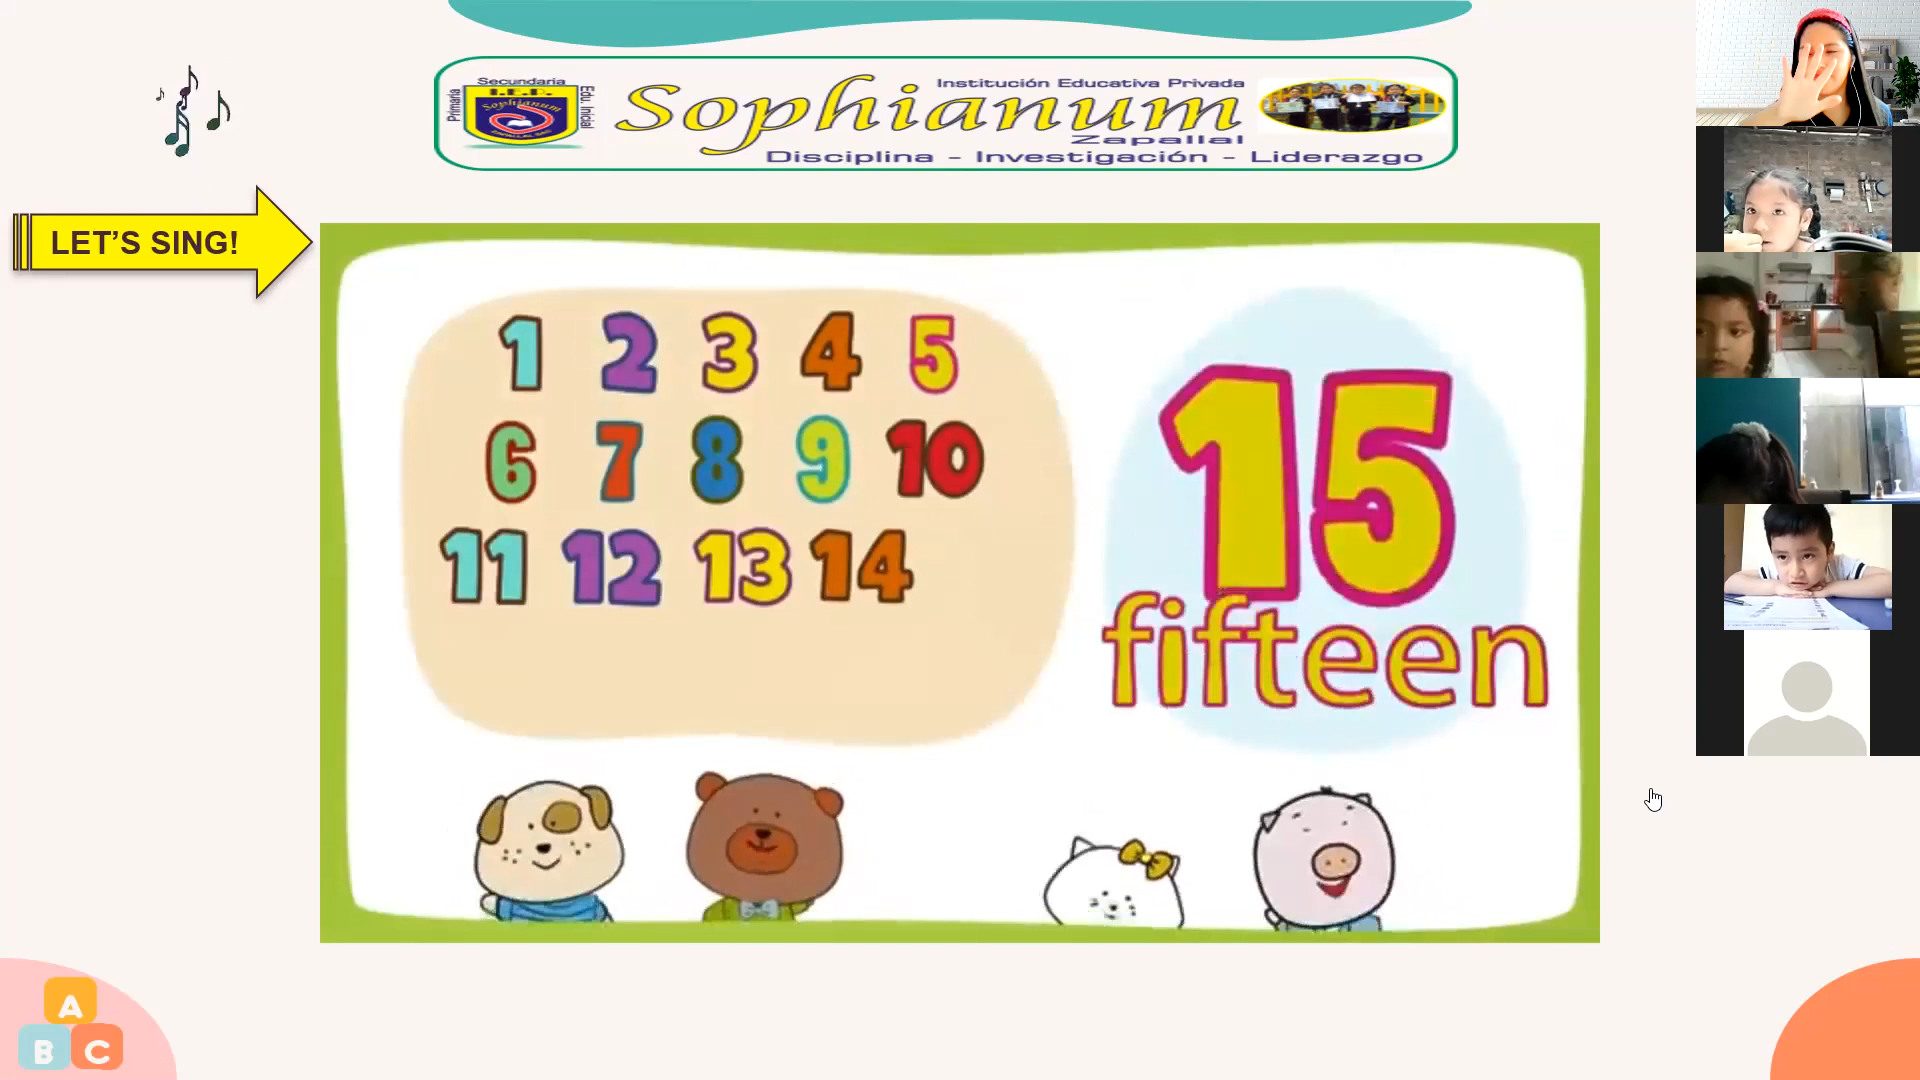 Secundaria
Primaria
Edu. Inicial
I.E.P.
Sophianum
Institución Educativa Privada
Sophianum
Zapallal
Disciplina - Investigación - Liderazgo
LET'S SING!
1 2 3 4 5
6 7 8 9 10
11 12 13 14
15
fifteen
A
B C